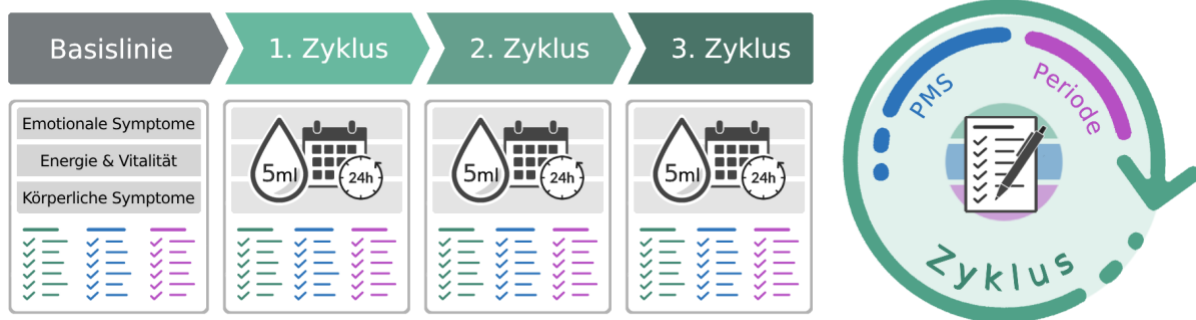 Basislinie
1. Zyklus
2. Zyklus
3. Zyklus
Emotionale Symptome
Energie & Vitalität
Körperliche Symptome
5ml
24h
5ml
24h
5ml
24h
PMS
Periode
Zyklus